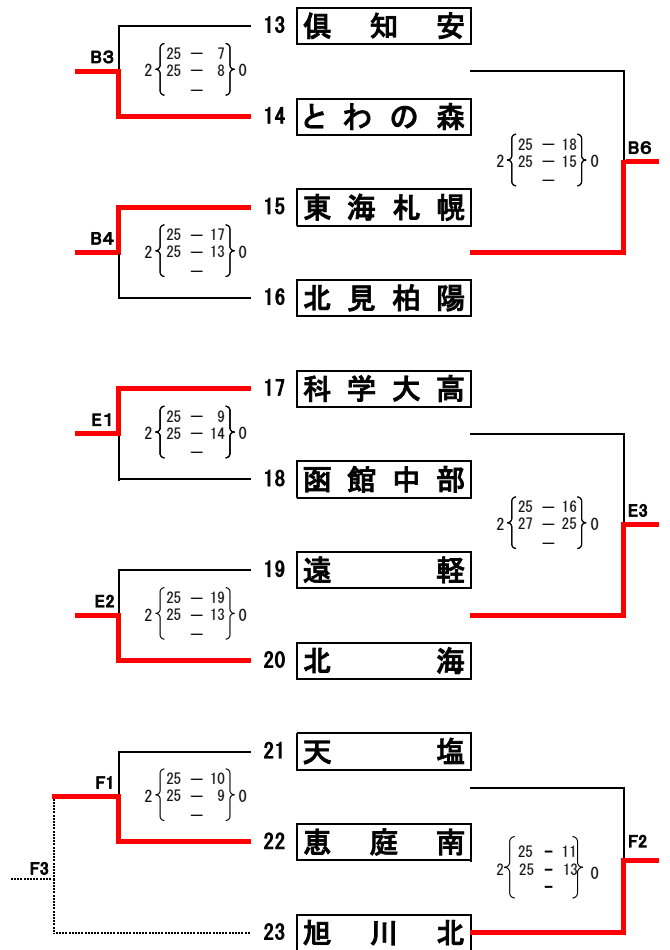 13 倶知安
B3
25 － 7
2 25 － 8 0
－
14 とわの森
25 － 18
2 25 － 15 0
－
B6
15 東海札幌
B4
25 － 17
2 25 － 13 0
－
16 北見柏陽
17 科学大高
E1
25 － 9
2 25 － 14 0
－
18 函館中部
25 － 16
2 27 － 25 0
－
E3
19 遠軽
E2
25 － 19
2 25 － 13 0
－
20 北海
21 天塩
F1
25 － 10
2 25 － 9 0
－
22 恵庭南
F2
25 － 11
2 25 － 13 0
－
F3
23 旭川北